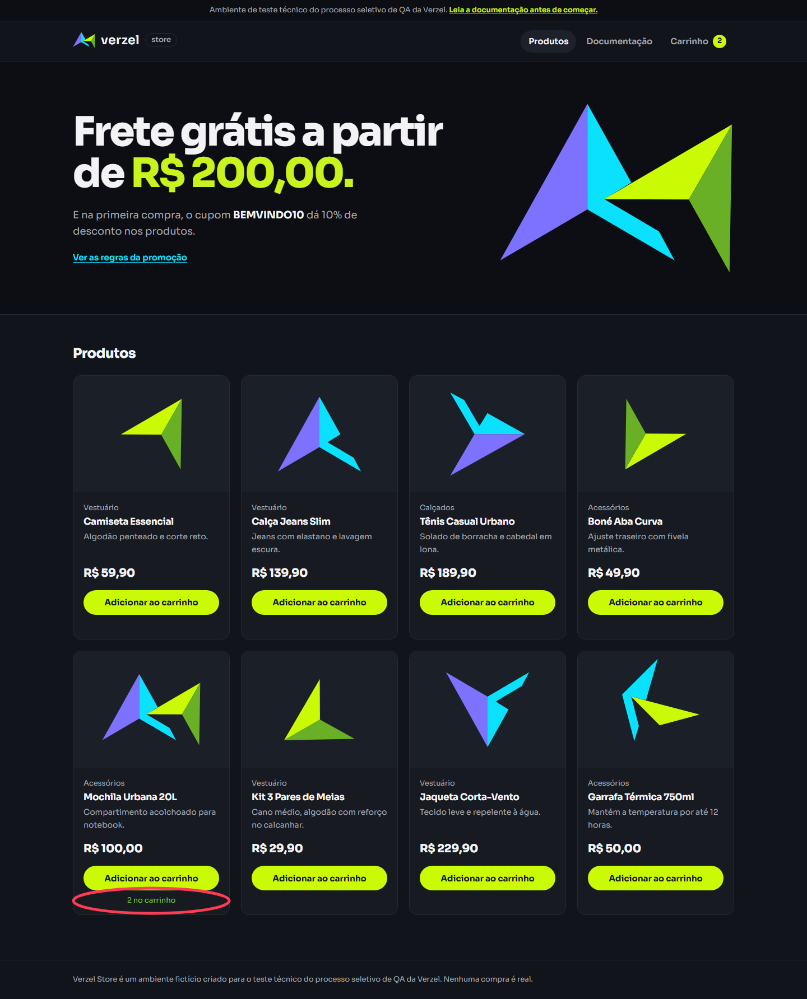 Ambiente de teste técnico do processo seletivo de QA da Verzel. Leia a documentação antes de começar.
verzel store
Produtos Documentação Carrinho 2
Frete grátis a partir
de R$ 200,00.
E na primeira compra, o cupom BEMVINDO10 dá 10% de
desconto nos produtos.
Ver as regras da promoção
Produtos
Vestuário
Camiseta Essencial
Algodão penteado e corte reto.
R$ 59,90
Adicionar ao carrinho
Vestuário
Calça Jeans Slim
Jeans com elastano e lavagem
escura.
R$ 139,90
Adicionar ao carrinho
Calçados
Tênis Casual Urbano
Solado de borracha e cabedal em
lona.
R$ 189,90
Adicionar ao carrinho
Acessórios
Boné Aba Curva
Ajuste traseiro com fivela
metálica.
R$ 49,90
Adicionar ao carrinho
Acessórios
Mochila Urbana 20L
Compartimento acolchoado para
notebook.
R$ 100,00
Adicionar ao carrinho
2 no carrinho
Vestuário
Kit 3 Pares de Meias
Cano médio, algodão com reforço
no calcanhar.
R$ 29,90
Adicionar ao carrinho
Vestuário
Jaqueta Corta-Vento
Tecido leve e repelente à água.
R$ 229,90
Adicionar ao carrinho
Acessórios
Garrafa Térmica 750ml
Mantém a temperatura por até 12
horas.
R$ 50,00
Adicionar ao carrinho
Verzel Store é um ambiente fictício criado para o teste técnico do processo seletivo de QA da Verzel. Nenhuma compra é real.